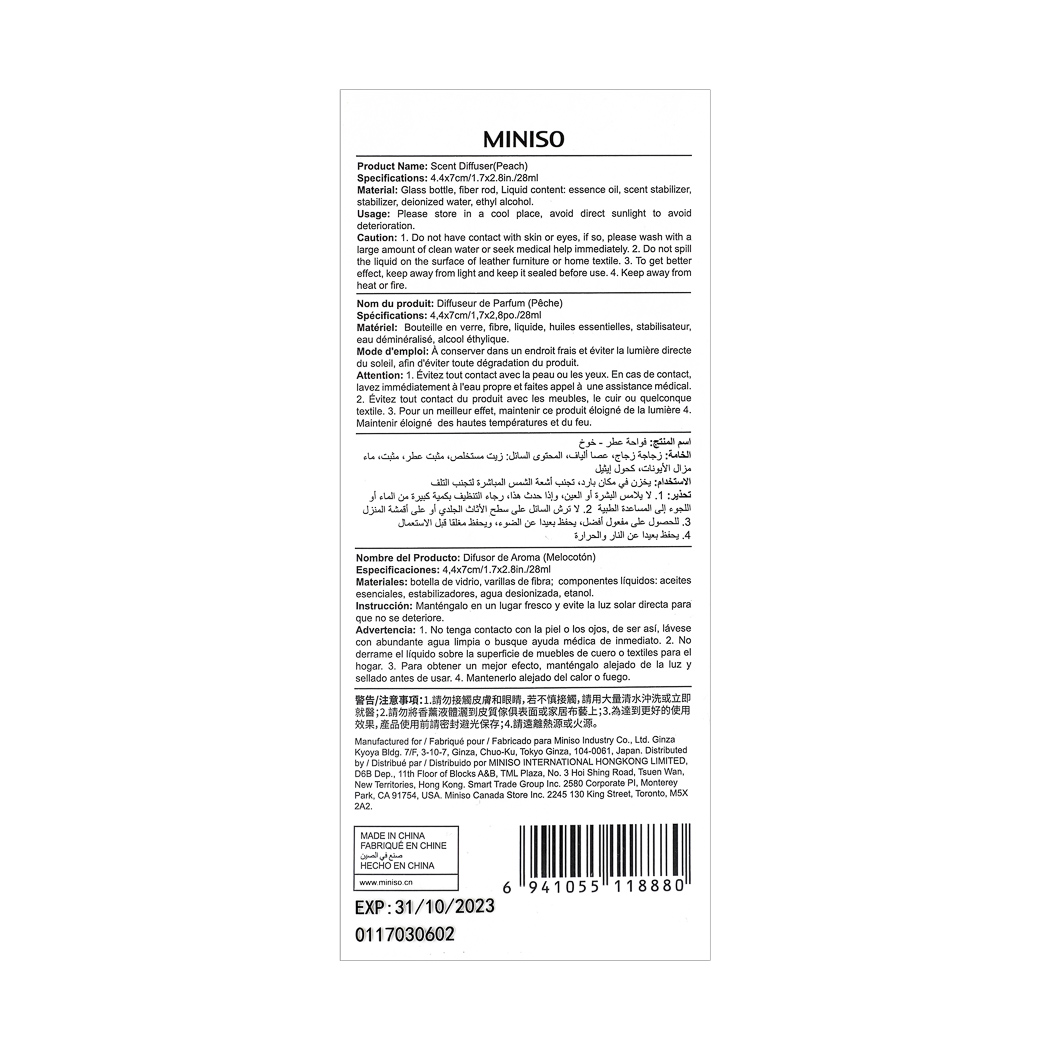 MINISO
Product Name: Scent Diffuser(Peach)
Specifications: 4.4x7cm/1.7x2.8in./28ml
Material: Glass bottle, fiber rod, Liquid content: essence oil, scent stabilizer,
stabilizer, deionized water, ethyl alcohol.
Usage: Please store in a cool place, avoid direct sunlight to avoid
deterioration.
Caution: 1. Do not have contact with skin or eyes, if so, please wash with a
large amount of clean water or seek medical help immediately. 2. Do not spill
the liquid on the surface of leather furniture or home textile. 3. To get better
effect, keep away from light and keep it sealed before use. 4. Keep away from
heat or fire.
Nom du produit: Diffuseur de Parfum (Pêche)
Spécifications: 4,4x7cm/1,7x2,8po./28ml
Matériel: Bouteille en verre, fibre, liquide, huiles essentielles, stabilisateur,
eau déminéralisé, alcool éthylique.
Mode d'emploi: À conserver dans un endroit frais et éviter la lumière directe
du soleil, afin d'éviter toute dégradation du produit.
Attention: 1. Évitez tout contact avec la peau ou les yeux. En cas de contact,
lavez immédiatement à l'eau propre et faites appel à une assistance médical.
2. Évitez tout contact du produit avec les meubles, le cuir ou quelconque
textile. 3. Pour un meilleur effet, maintenir ce produit éloigné de la lumière 4.
Maintenir éloigné des hautes températures et du feu.
اسم المنتج: فواحة عطر - خوخ
الخامة: زجاجة زجاج، عصا ألياف، المحتوى السائل: زيت مستخلص، مثبت عطر، مثبت، ماء
مزال الأيونات، كحول إيثيل
الاستخدام: يخزن في مكان بارد، تجنب أشعة الشمس المباشرة لتجنب التلف
تحذير: 1. لا يلامس البشرة أو العين، وإذا حدث هذا، رجاء التنظيف بكمية كبيرة من الماء أو
اللجوء إلى المساعدة الطبية 2. لا ترش السائل على سطح الأثاث الجلدي أو على أقمشة المنزل
3. للحصول على مفعول أفضل، يحفظ بعيدا عن الضوء، ويحفظ مغلقا قبل الاستعمال
4. يحفظ بعيدا عن النار والحرارة
Nombre del Producto: Difusor de Aroma (Melocotón)
Especificaciones: 4,4x7cm/1.7x2.8in./28ml
Materiales: botella de vidrio, varillas de fibra; componentes líquidos: aceites
esenciales, estabilizadores, agua desionizada, etanol.
Instrucción: Manténgalo en un lugar fresco y evite la luz solar directa para
que no se deteriore.
Advertencia: 1. No tenga contacto con la piel o los ojos, de ser así, lávese
con abundante agua limpia o busque ayuda médica de inmediato. 2. No
derrame el líquido sobre la superficie de muebles de cuero o textiles para el
hogar. 3. Para obtener un mejor efecto, manténgalo alejado de la luz y
sellado antes de usar. 4. Mantenerlo alejado del calor o fuego.
警告/注意事項:1.請勿接觸皮膚和眼睛,若不慎接觸,請用大量清水沖洗或立即
就醫;2.請勿將香薰液體灑到皮質傢俱表面或家居布藝上;3.為達到更好的使用
效果,產品使用前請密封避光保存;4.請遠離熱源或火源。
Manufactured for / Fabriqué pour / Fabricado para Miniso Industry Co., Ltd. Ginza
Kyoya Bldg. 7/F, 3-10-7, Ginza, Chuo-Ku, Tokyo Ginza, 104-0061, Japan. Distributed
by / Distribué par / Distribuido por MINISO INTERNATIONAL HONGKONG LIMITED,
D6B Dep., 11th Floor of Blocks A&B, TML Plaza, No. 3 Hoi Shing Road, Tsuen Wan,
New Territories, Hong Kong. Smart Trade Group Inc. 2580 Corporate Pl, Monterey
Park, CA 91754, USA. Miniso Canada Store Inc. 2245 130 King Street, Toronto, M5X
2A2.
MADE IN CHINA
FABRIQUÉ EN CHINE
صنع في الصين
HECHO EN CHINA
www.miniso.cn
6 941055 118880
EXP:31/10/2023
0117030602